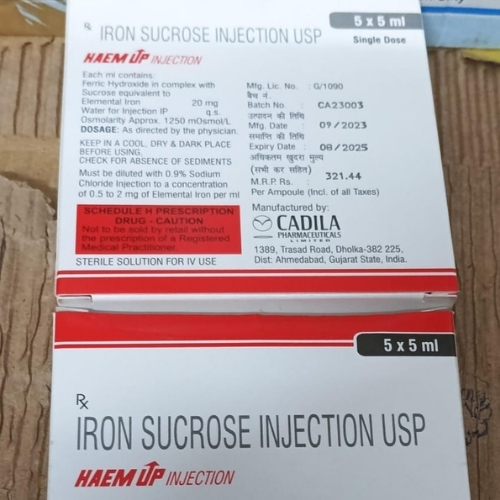 Rx IRON SUCROSE INJECTION USP
5 x 5 ml
Single Dose
HAEM UP INJECTION
Each ml contains:
Ferric Hydroxide in complex with
Sucrose equivalent to
Elemental Iron 20 mg
Water for Injection IP q.s.
Osmolarity Approx. 1250 mOsmol/L
DOSAGE: As directed by the physician.
KEEP IN A COOL, DRY & DARK PLACE
BEFORE USING,
CHECK FOR ABSENCE OF SEDIMENTS
Must be diluted with 0.9% Sodium
Chloride Injection to a concentration
of 0.5 to 2 mg of Elemental Iron per ml
SCHEDULE H PRESCRIPTION
DRUG - CAUTION
Not to be sold by retail without
the prescription of a Registered
Medical Practitioner.
STERILE SOLUTION FOR IV USE
Mfg. Lic. No. : G/1090
बैच नं.
Batch No. : CA23003
उत्पादन की तिथि
Mfg. Date : 09/2023
समाप्ति की तिथि
Expiry Date : 08/2025
अधिकतम खुदरा मूल्य
(सभी कर सहित)
M.R.P. Rs. : 321.44
Per Ampoule (Incl. of all Taxes)
Manufactured by:
CADILA
PHARMACEUTICALS
LIMITED
1389, Trasad Road, Dholka-382 225,
Dist: Ahmedabad, Gujarat State, India.
5 x 5 ml
Rx
IRON SUCROSE INJECTION USP
HAEM UP INJECTION